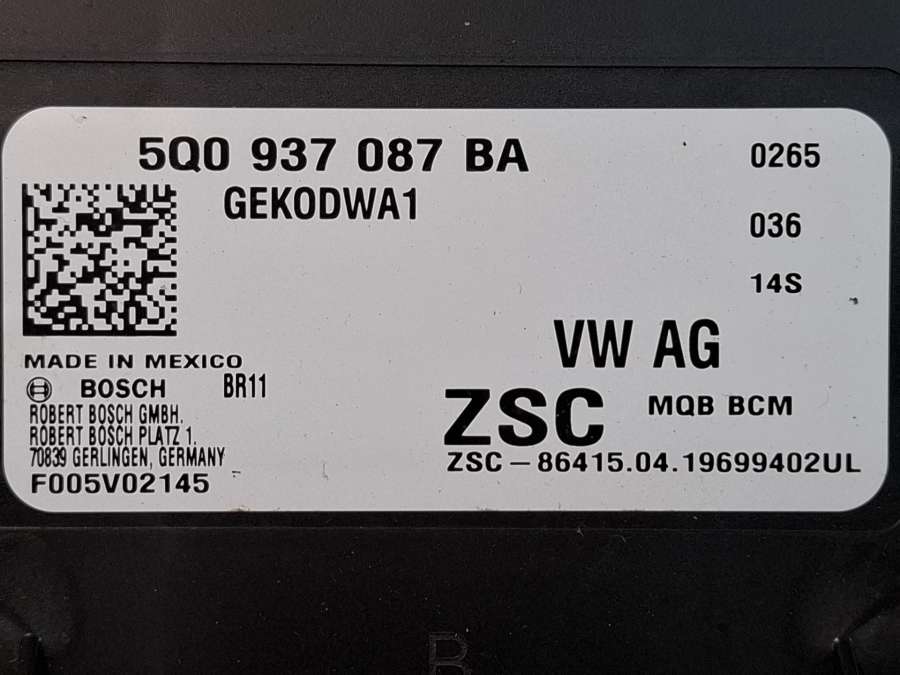 5Q0 937 087 BA 0265
GEKODWA1
036
14S
VW AG
MADE IN MEXICO
BOSCH BR11
ZSC MQB BCM
ROBERT BOSCH GMBH.
ROBERT BOSCH PLATZ 1.
70839 GERLINGEN, GERMANY
ZSC-86415.04.19699402UL
F005V02145
B